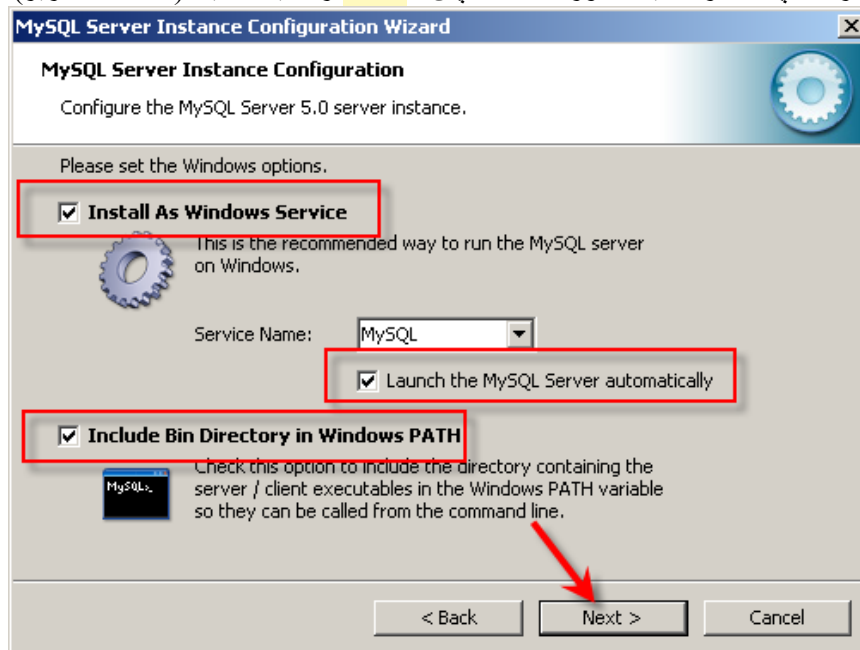 MySQL Server Instance Configuration Wizard
MySQL Server Instance Configuration
Configure the MySQL Server 5.0 server instance.
Please set the Windows options.
Install As Windows Service
This is the recommended way to run the MySQL server
on Windows.
Service Name: MySQL
Launch the MySQL Server automatically
Include Bin Directory in Windows PATH
Check this option to include the directory containing the
server / client executables in the Windows PATH variable
so they can be called from the command line.
MySQL>_
< Back Next > Cancel